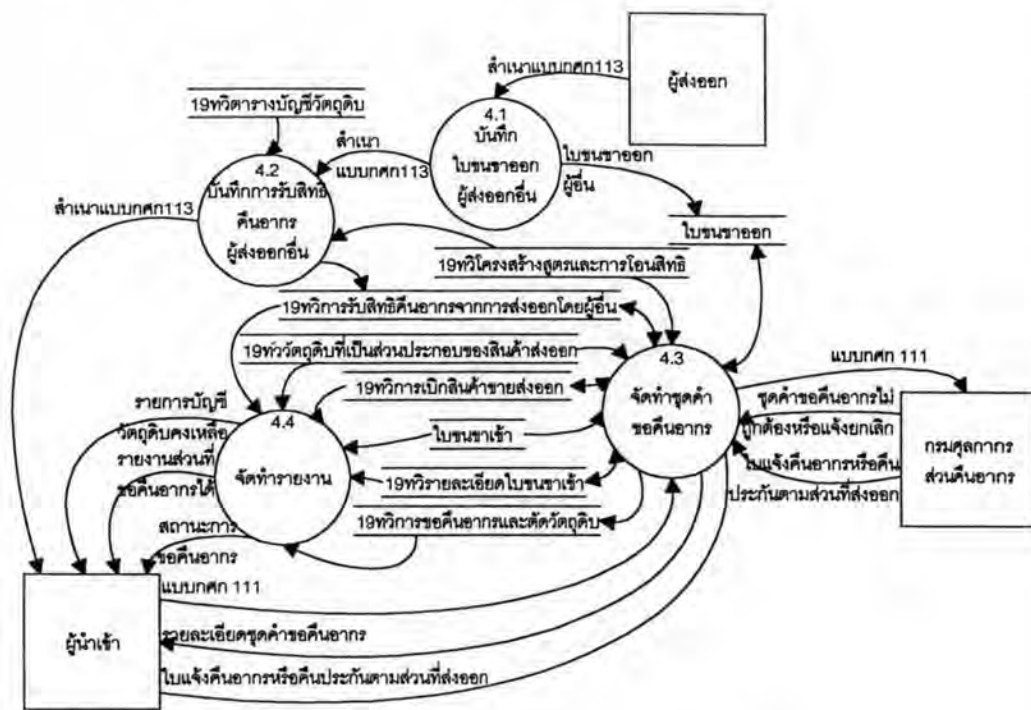 สำเนาแบบกศก113
ผู้ส่งออก
19ทวิตารางบัญชีวัตถุดิบ
4.1
บันทึก
ใบขนขาออก
ผู้ส่งออกอื่น
สำเนา
แบบกศก113
ใบขนขาออก
ผู้อื่น
4.2
บันทึกการรับสิทธิ
คืนอากร
ผู้ส่งออกอื่น
สำเนาแบบกศก113
ใบขนขาออก
19ทวิโครงสร้างสูตรและการโอนสิทธิ
19ทวิการรับสิทธิคืนอากรจากการส่งออกโดยผู้อื่น
19ทวิวัตถุดิบที่เป็นส่วนประกอบของสินค้าส่งออก
19ทวิการเบิกสินค้าขายส่งออก
4.3
จัดทำชุดคำ
ขอคืนอากร
แบบกศก 111
ชุดคำขอคืนอากรไม่
ถูกต้องหรือแจ้งยกเลิก
ใบแจ้งคืนอากรหรือคืน
ประกันตามส่วนที่ส่งออก
กรมศุลกากร
ส่วนคืนอากร
รายการบัญชี
วัตถุดิบคงเหลือ
รายงานส่วนที่
ขอคืนอากรได้
สถานะการ
ขอคืนอากร
4.4
จัดทำรายงาน
ใบขนขาเข้า
19ทวิรายละเอียดใบขนขาเข้า
19ทวิการขอคืนอากรและตัดวัตถุดิบ
ผู้นำเข้า
แบบกศก 111
รายละเอียดชุดคำขอคืนอากร
ใบแจ้งคืนอากรหรือคืนประกันตามส่วนที่ส่งออก